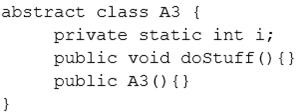 abstract class A3 {
     private static int i;
     public void doStuff(){}
     public A3(){}
}